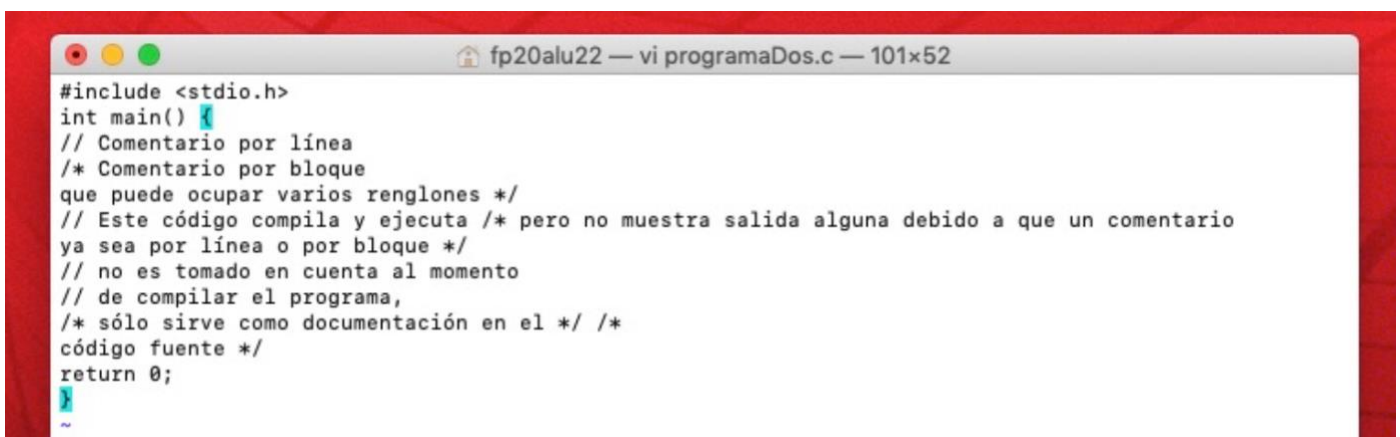 fp20alu22 — vi programaDos.c — 101×52
#include <stdio.h>
int main() {
// Comentario por línea
/* Comentario por bloque
que puede ocupar varios renglones */
// Este código compila y ejecuta /* pero no muestra salida alguna debido a que un comentario
ya sea por línea o por bloque */
// no es tomado en cuenta al momento
// de compilar el programa,
/* sólo sirve como documentación en el */ /*
código fuente */
return 0;
}
~